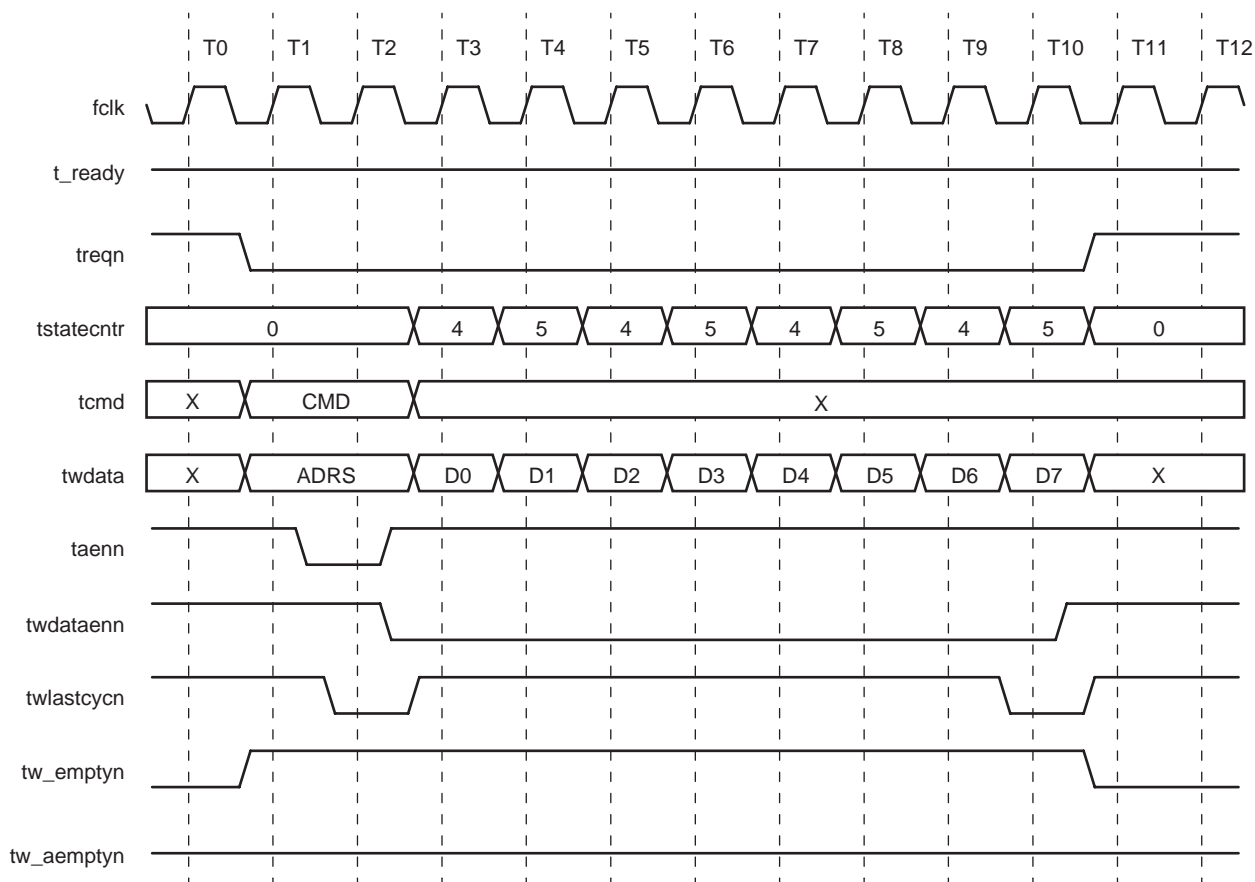 T0 T1 T2 T3 T4 T5 T6 T7 T8 T9 T10 T11 T12
fclk
t_ready
treqn
tstatecntr 0 4 5 4 5 4 5 4 5 0
tcmd X CMD X
twdata X ADRS D0 D1 D2 D3 D4 D5 D6 D7 X
taenn
twdataenn
twlastcycn
tw_emptyn
tw_aemptyn